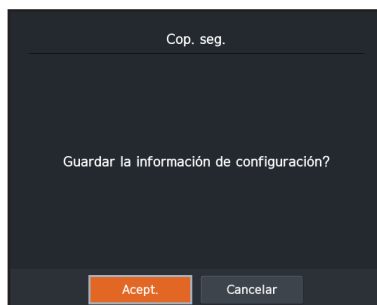 Cop. seg.
Guardar la información de configuración?
Acept.
Cancelar